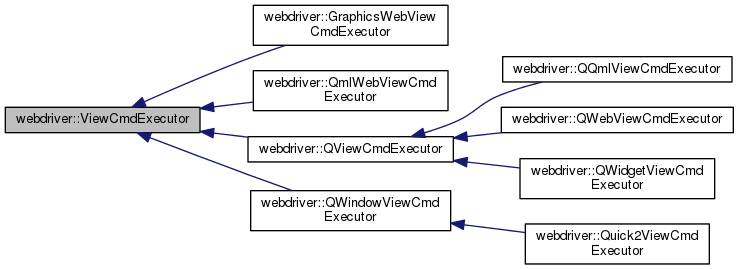 webdriver::ViewCmdExecutor
webdriver::GraphicsWebView
CmdExecutor
webdriver::QmlWebViewCmd
Executor
webdriver::QViewCmdExecutor
webdriver::QWindowViewCmd
Executor
webdriver::QQmlViewCmdExecutor
webdriver::QWebViewCmdExecutor
webdriver::QWidgetViewCmd
Executor
webdriver::Quick2ViewCmd
Executor